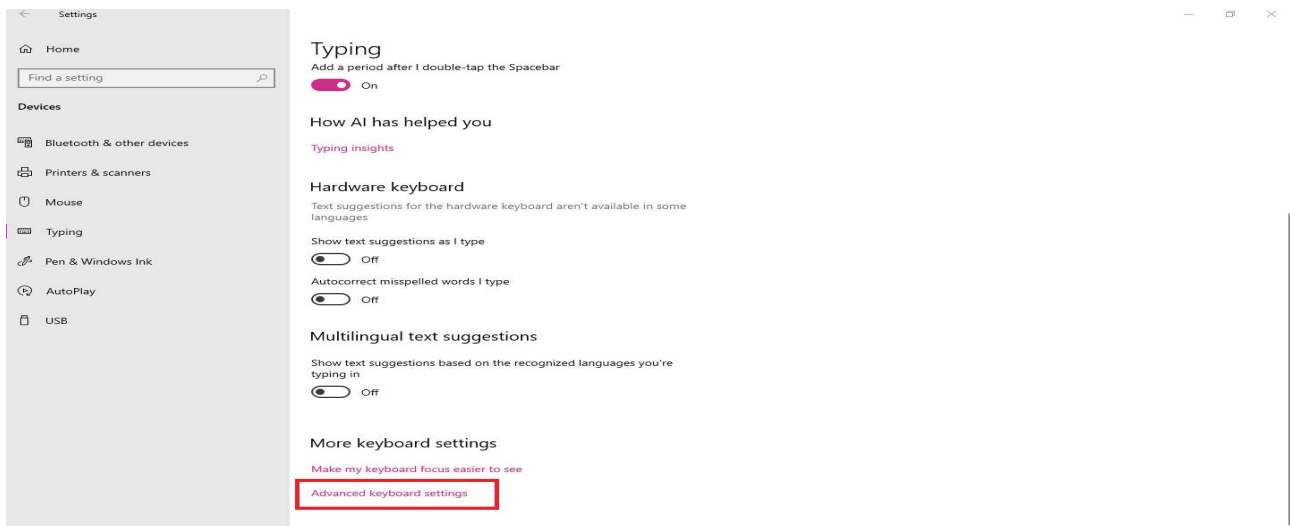 Settings
Home
Find a setting
Devices
Bluetooth & other devices
Printers & scanners
Mouse
Typing
Pen & Windows Ink
AutoPlay
USB
Typing
Add a period after I double-tap the Spacebar
On
How AI has helped you
Typing insights
Hardware keyboard
Text suggestions for the hardware keyboard aren't available in some
languages
Show text suggestions as I type
Off
Autocorrect misspelled words I type
Off
Multilingual text suggestions
Show text suggestions based on the recognized languages you're
typing in
Off
More keyboard settings
Make my keyboard focus easier to see
Advanced keyboard settings